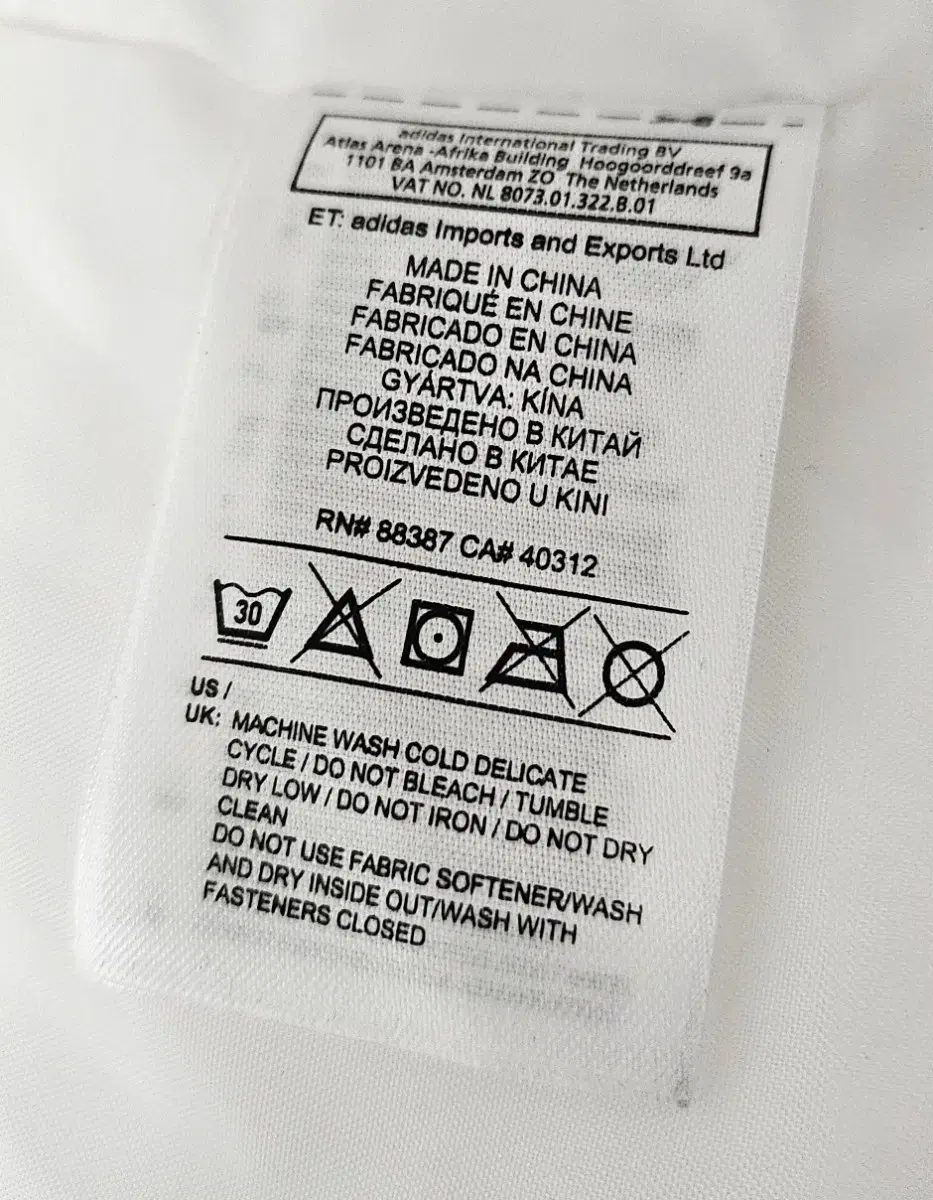 adidas International Trading BV
Atlas Arena -Afrika Building Hoogoorddreef 9a
1101 BA Amsterdam ZO The Netherlands
VAT NO. NL 8073.01.322.B.01
ET: adidas Imports and Exports Ltd
MADE IN CHINA
FABRIQUÉ EN CHINE
FABRICADO EN CHINA
FABRICADO NA CHINA
GYÁRTVA: KÍNA
ПРОИЗВЕДЕНО В КИТАЙ
СДЕЛАНО В КИТАЕ
PROIZVEDENO U KINI
RN# 88387 CA# 40312
30
US /
UK: MACHINE WASH COLD DELICATE
CYCLE / DO NOT BLEACH / TUMBLE
DRY LOW / DO NOT IRON / DO NOT DRY
CLEAN
DO NOT USE FABRIC SOFTENER/WASH
AND DRY INSIDE OUT/WASH WITH
FASTENERS CLOSED